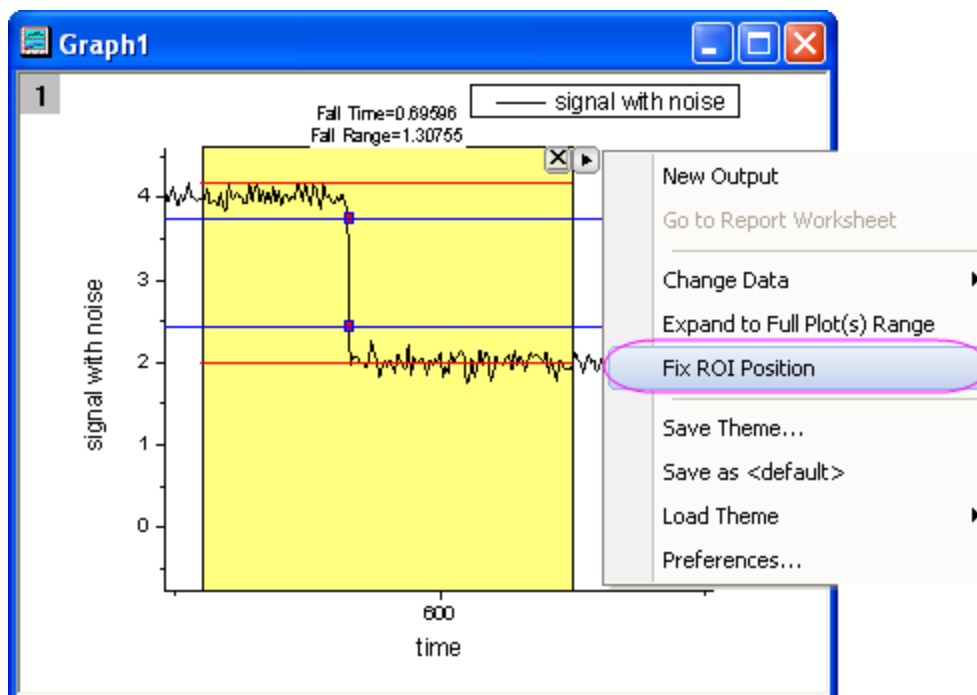 Graph1
1
signal with noise
Fall Time=0.69596
Fall Range=1.30755
New Output
Go to Report Worksheet
Change Data
Expand to Full Plot(s) Range
Fix ROI Position
Save Theme...
Save as <default>
Load Theme
Preferences...
4
3
2
1
0
signal with noise
600
time